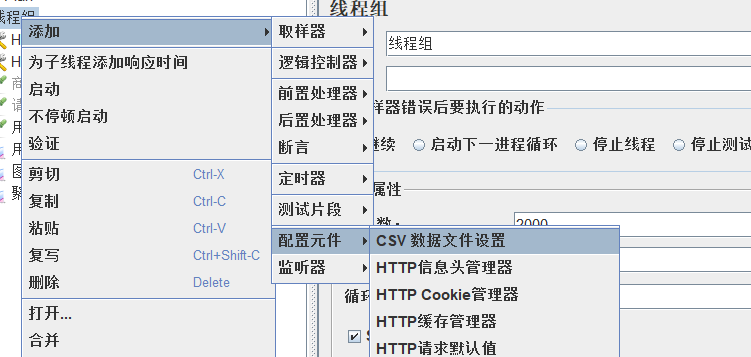 线程组
H
H
商
请
用
用
图
聚
添加
为子线程添加响应时间
启动
不停顿启动
验证
剪切 Ctrl-X
复制 Ctrl-C
粘贴 Ctrl-V
复写 Ctrl+Shift-C
删除 Delete
打开...
合并
取样器
逻辑控制器
前置处理器
后置处理器
断言
定时器
测试片段
配置元件
监听器
CSV 数据文件设置
HTTP信息头管理器
HTTP Cookie管理器
HTTP缓存管理器
HTTP请求默认值
线程组
线程组
样器错误后要执行的动作
继续 启动下一进程循环 停止线程 停止测试
属性
数：
2000
循环